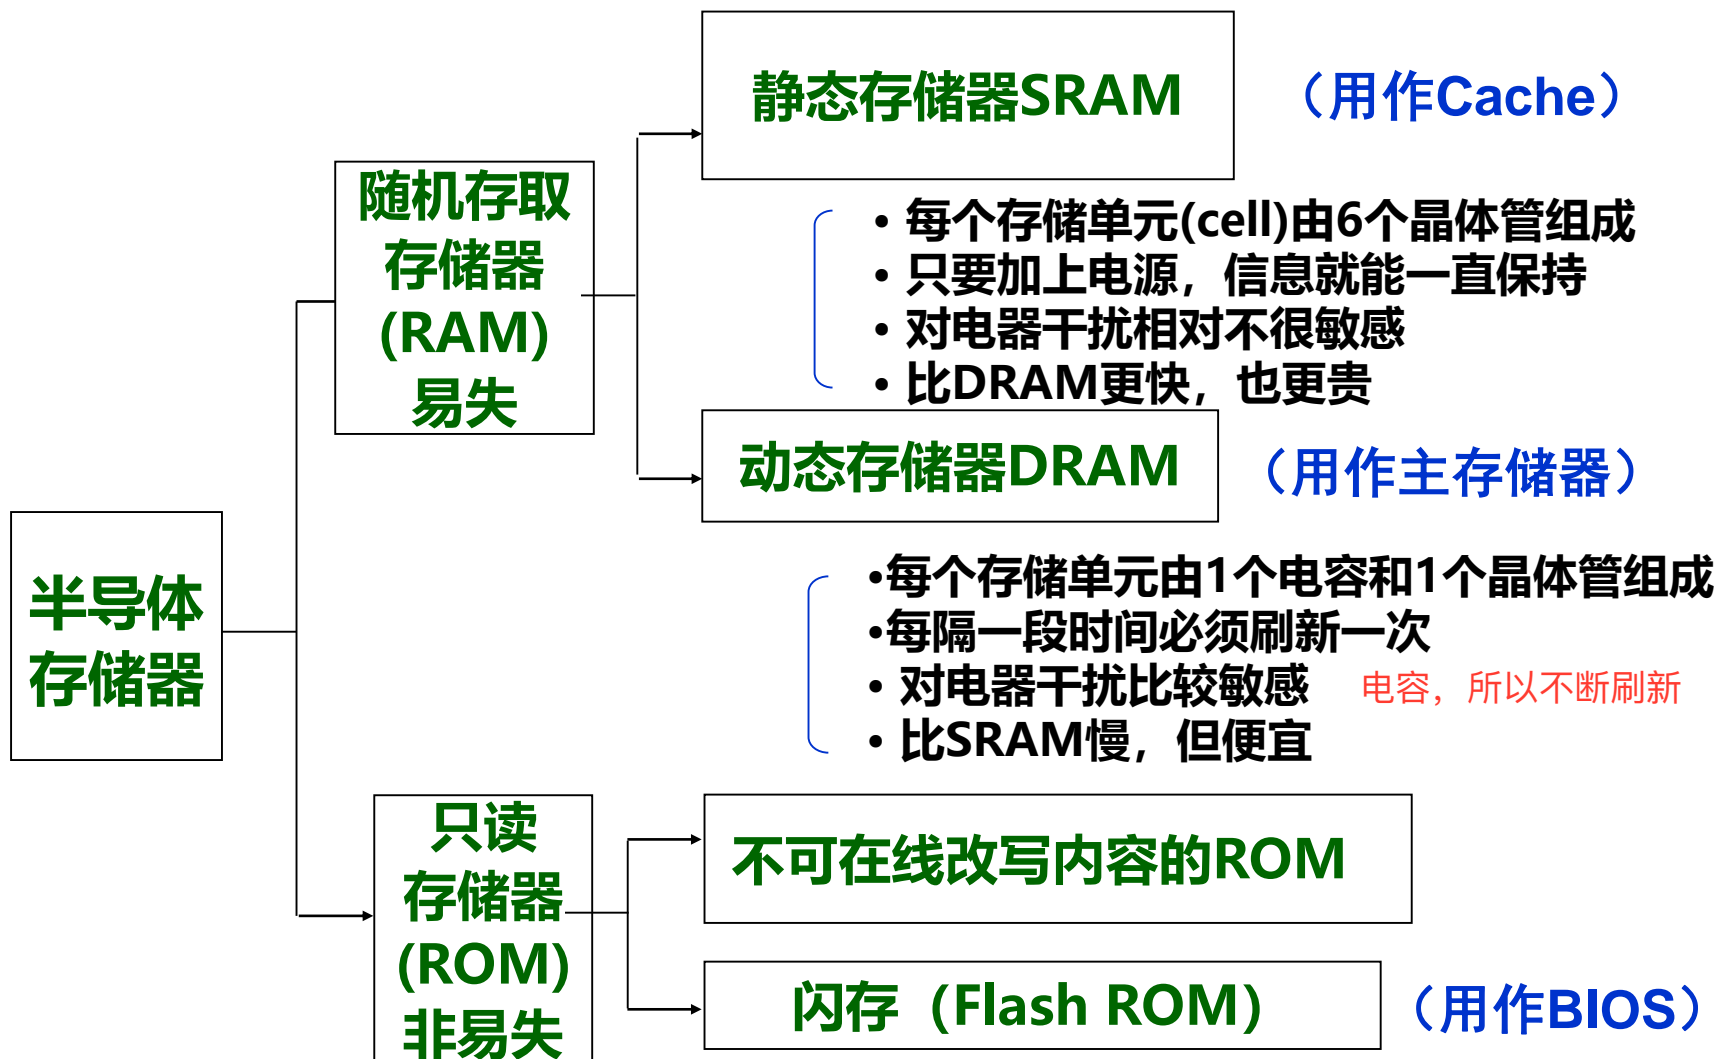 静态存储器SRAM
（用作Cache）
随机存取
存储器
(RAM)
易失
• 每个存储单元(cell)由6个晶体管组成
• 只要加上电源，信息就能一直保持
• 对电器干扰相对不很敏感
• 比DRAM更快，也更贵
动态存储器DRAM
（用作主存储器）
半导体
存储器
•每个存储单元由1个电容和1个晶体管组成
•每隔一段时间必须刷新一次
• 对电器干扰比较敏感
电容，所以不断刷新
• 比SRAM慢，但便宜
只读
存储器
(ROM)
非易失
不可在线改写内容的ROM
闪存（Flash ROM）
（用作BIOS）